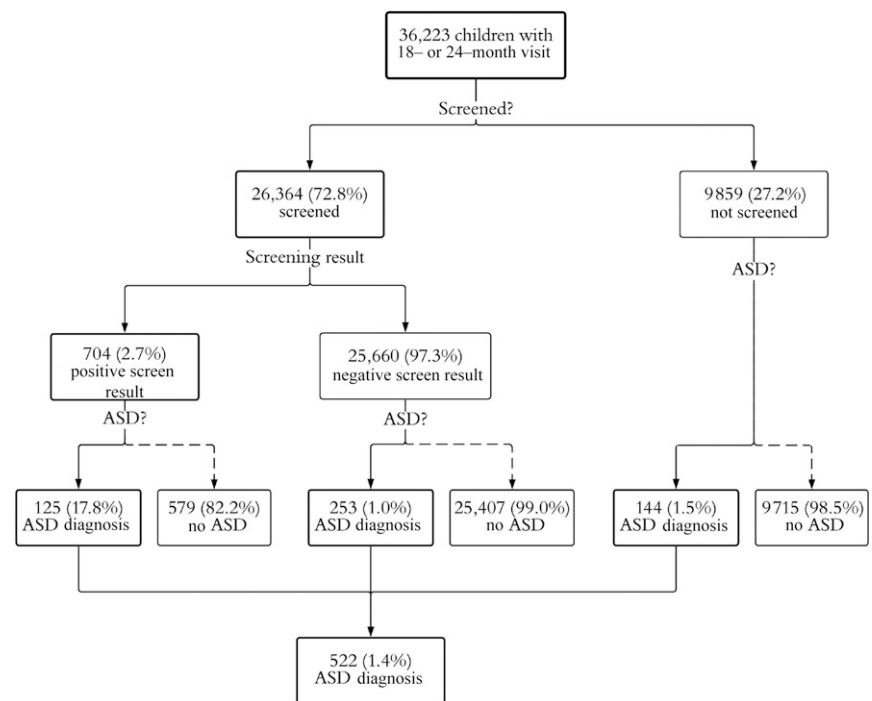 36,223 children with
18– or 24–month visit
Screened?
26,364 (72.8%)
screened
9859 (27.2%)
not screened
Screening result
ASD?
704 (2.7%)
positive screen
result
25,660 (97.3%)
negative screen result
ASD?
ASD?
125 (17.8%)
ASD diagnosis
579 (82.2%)
no ASD
253 (1.0%)
ASD diagnosis
25,407 (99.0%)
no ASD
144 (1.5%)
ASD diagnosis
9715 (98.5%)
no ASD
522 (1.4%)
ASD diagnosis